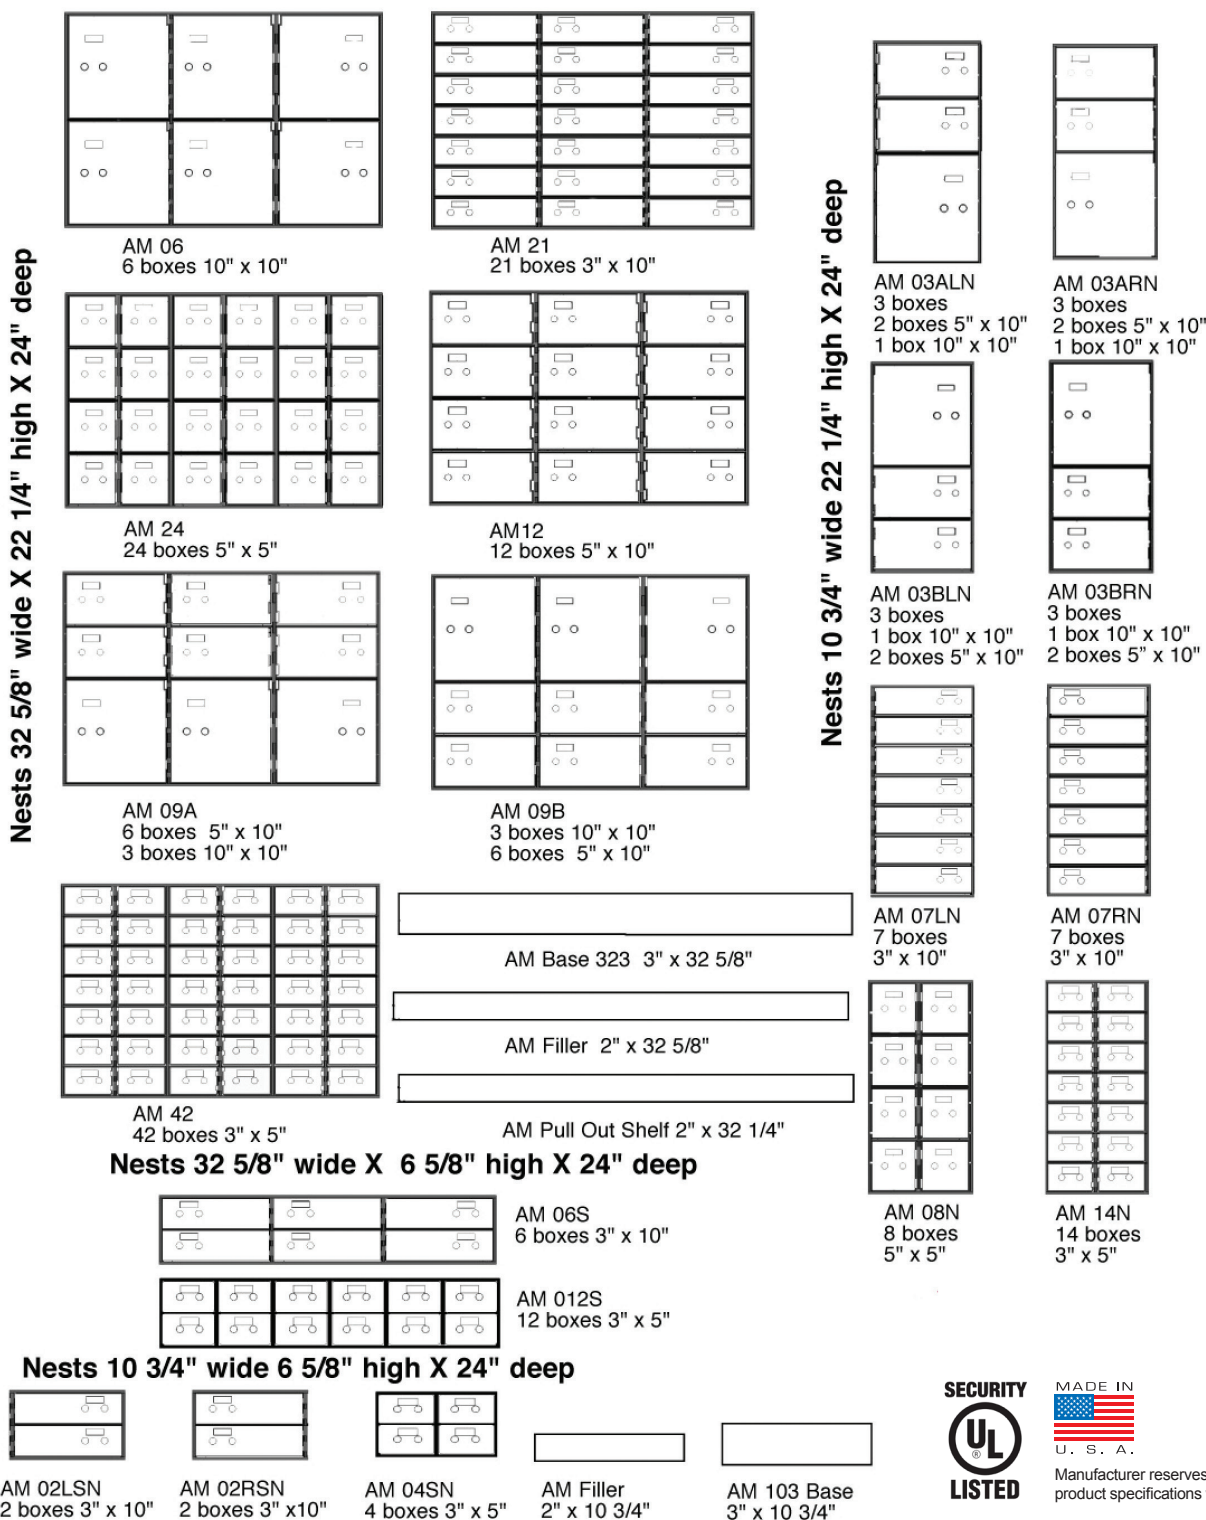 Nests 32 5/8" wide X 22 1/4" high X 24" deep
AM 06
6 boxes 10" x 10"
AM 21
21 boxes 3" x 10"
AM 24
24 boxes 5" x 5"
AM12
12 boxes 5" x 10"
AM 09A
6 boxes 5" x 10"
3 boxes 10" x 10"
AM 09B
3 boxes 10" x 10"
6 boxes 5" x 10"
AM 42
42 boxes 3" x 5"
AM Base 323 3" x 32 5/8"
AM Filler 2" x 32 5/8"
AM Pull Out Shelf 2" x 32 1/4"
Nests 10 3/4" wide 22 1/4" high X 24" deep
AM 03ALN
3 boxes
2 boxes 5" x 10"
1 box 10" x 10"
AM 03ARN
3 boxes
2 boxes 5" x 10"
1 box 10" x 10"
AM 03BLN
3 boxes
1 box 10" x 10"
2 boxes 5" x 10"
AM 03BRN
3 boxes
1 box 10" x 10"
2 boxes 5” x 10"
AM 07LN
7 boxes
3" x 10"
AM 07RN
7 boxes
3" x 10"
AM 08N
8 boxes
5" x 5"
AM 14N
14 boxes
3" x 5"
Nests 32 5/8" wide X 6 5/8" high X 24" deep
AM 06S
6 boxes 3" x 10"
AM 012S
12 boxes 3" x 5"
Nests 10 3/4" wide 6 5/8" high X 24" deep
AM 02LSN
2 boxes 3" x 10"
AM 02RSN
2 boxes 3" x10"
AM 04SN
4 boxes 3" x 5"
AM Filler
2" x 10 3/4"
AM 103 Base
3" x 10 3/4"
SECURITY
UL
®
LISTED
MADE IN
U. S. A.
Manufacturer reserves
product specifications